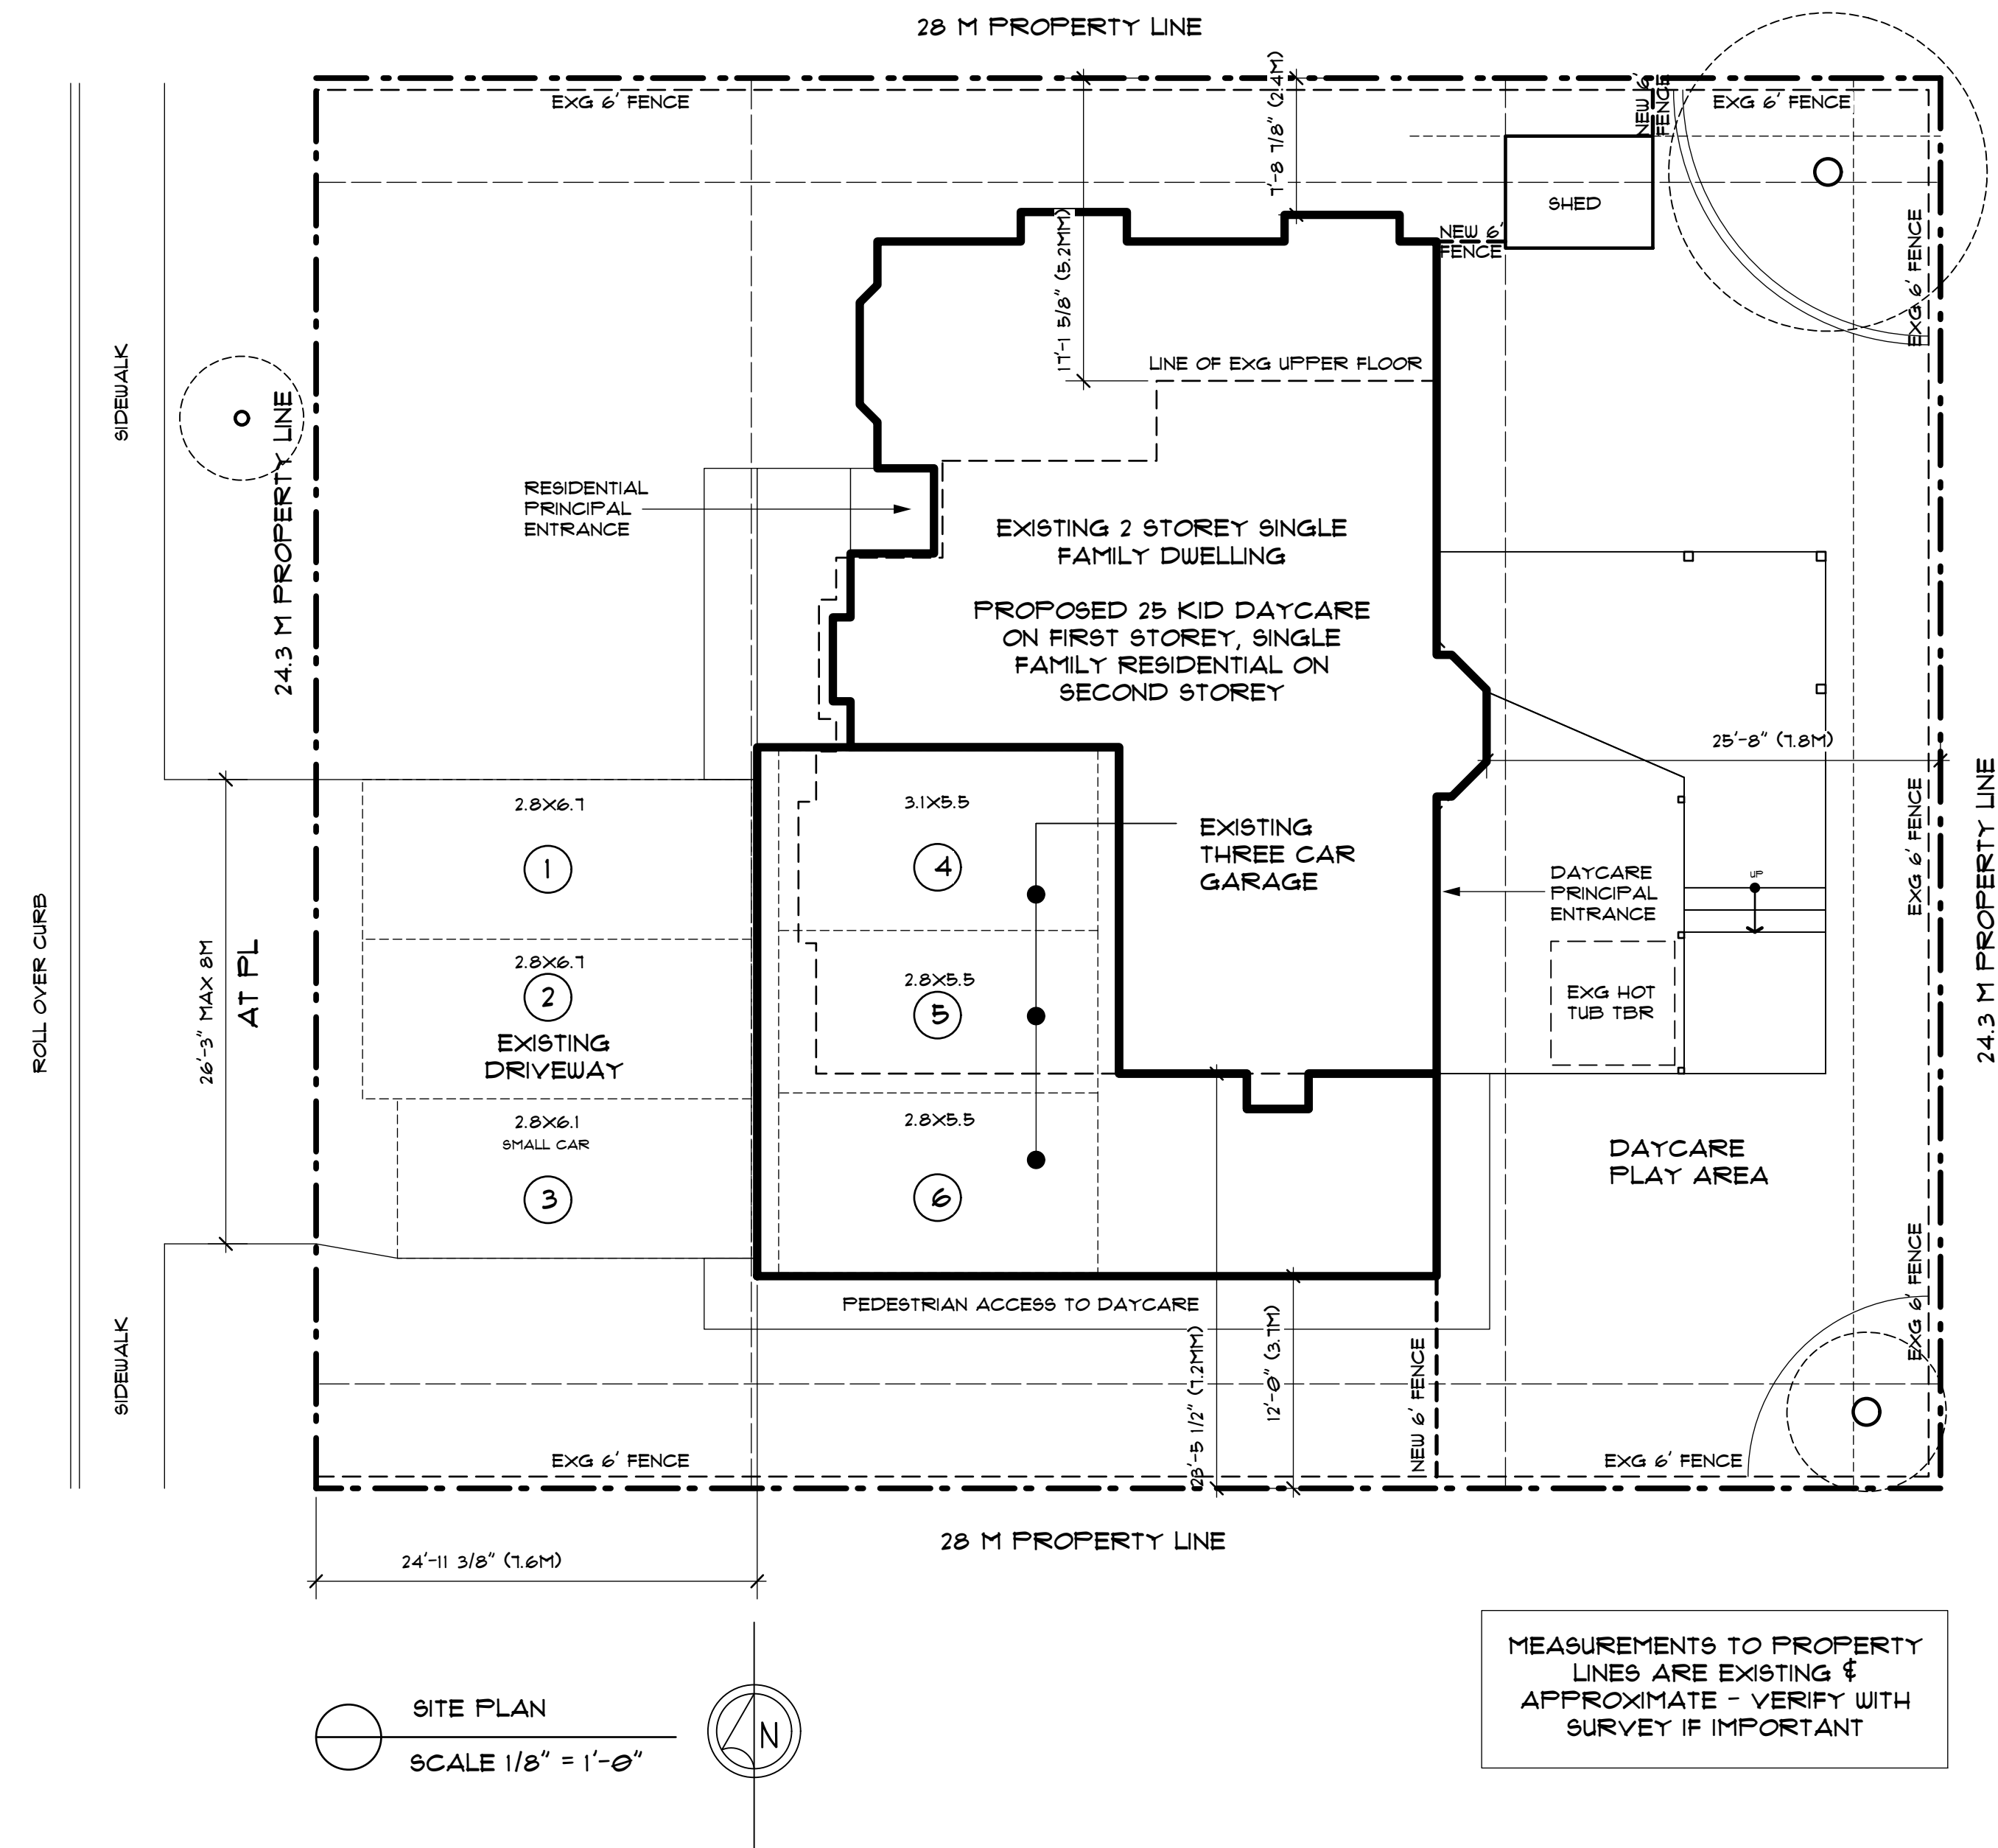 28 M PROPERTY LINE
EXG 6' FENCE
7'-8 7/8" (2.4M)
NEW 6'
FENCE
EXG 6' FENCE
SHED
NEW 6'
FENCE
17'-1 5/8" (5.2MM)
EXG 6' FENCE
LINE OF EXG UPPER FLOOR
SIDEWALK
24.3 M PROPERTY LINE
RESIDENTIAL
PRINCIPAL
ENTRANCE
EXISTING 2 STOREY SINGLE
FAMILY DWELLING
PROPOSED 25 KID DAYCARE
ON FIRST STOREY, SINGLE
FAMILY RESIDENTIAL ON
SECOND STOREY
25'-8" (7.8M)
2.8X6.7
1
3.1X5.5
4
EXISTING
THREE CAR
GARAGE
DAYCARE
PRINCIPAL
ENTRANCE
UP
EXG 6' FENCE
24.3 M PROPERTY LINE
ROLL OVER CURB
26'-3" MAX 8M
AT PL
2.8X6.7
2
EXISTING
DRIVEWAY
2.8X5.5
5
EXG HOT
TUB TBR
2.8X6.1
SMALL CAR
3
2.8X5.5
6
DAYCARE
PLAY AREA
EXG 6' FENCE
PEDESTRIAN ACCESS TO DAYCARE
SIDEWALK
23'-5 1/2" (7.2MM)
12'-0" (3.7M)
NEW 6' FENCE
EXG 6' FENCE
EXG 6' FENCE
28 M PROPERTY LINE
24'-11 3/8" (7.6M)
SITE PLAN
SCALE 1/8" = 1'-0"
N
MEASUREMENTS TO PROPERTY
LINES ARE EXISTING &
APPROXIMATE - VERIFY WITH
SURVEY IF IMPORTANT